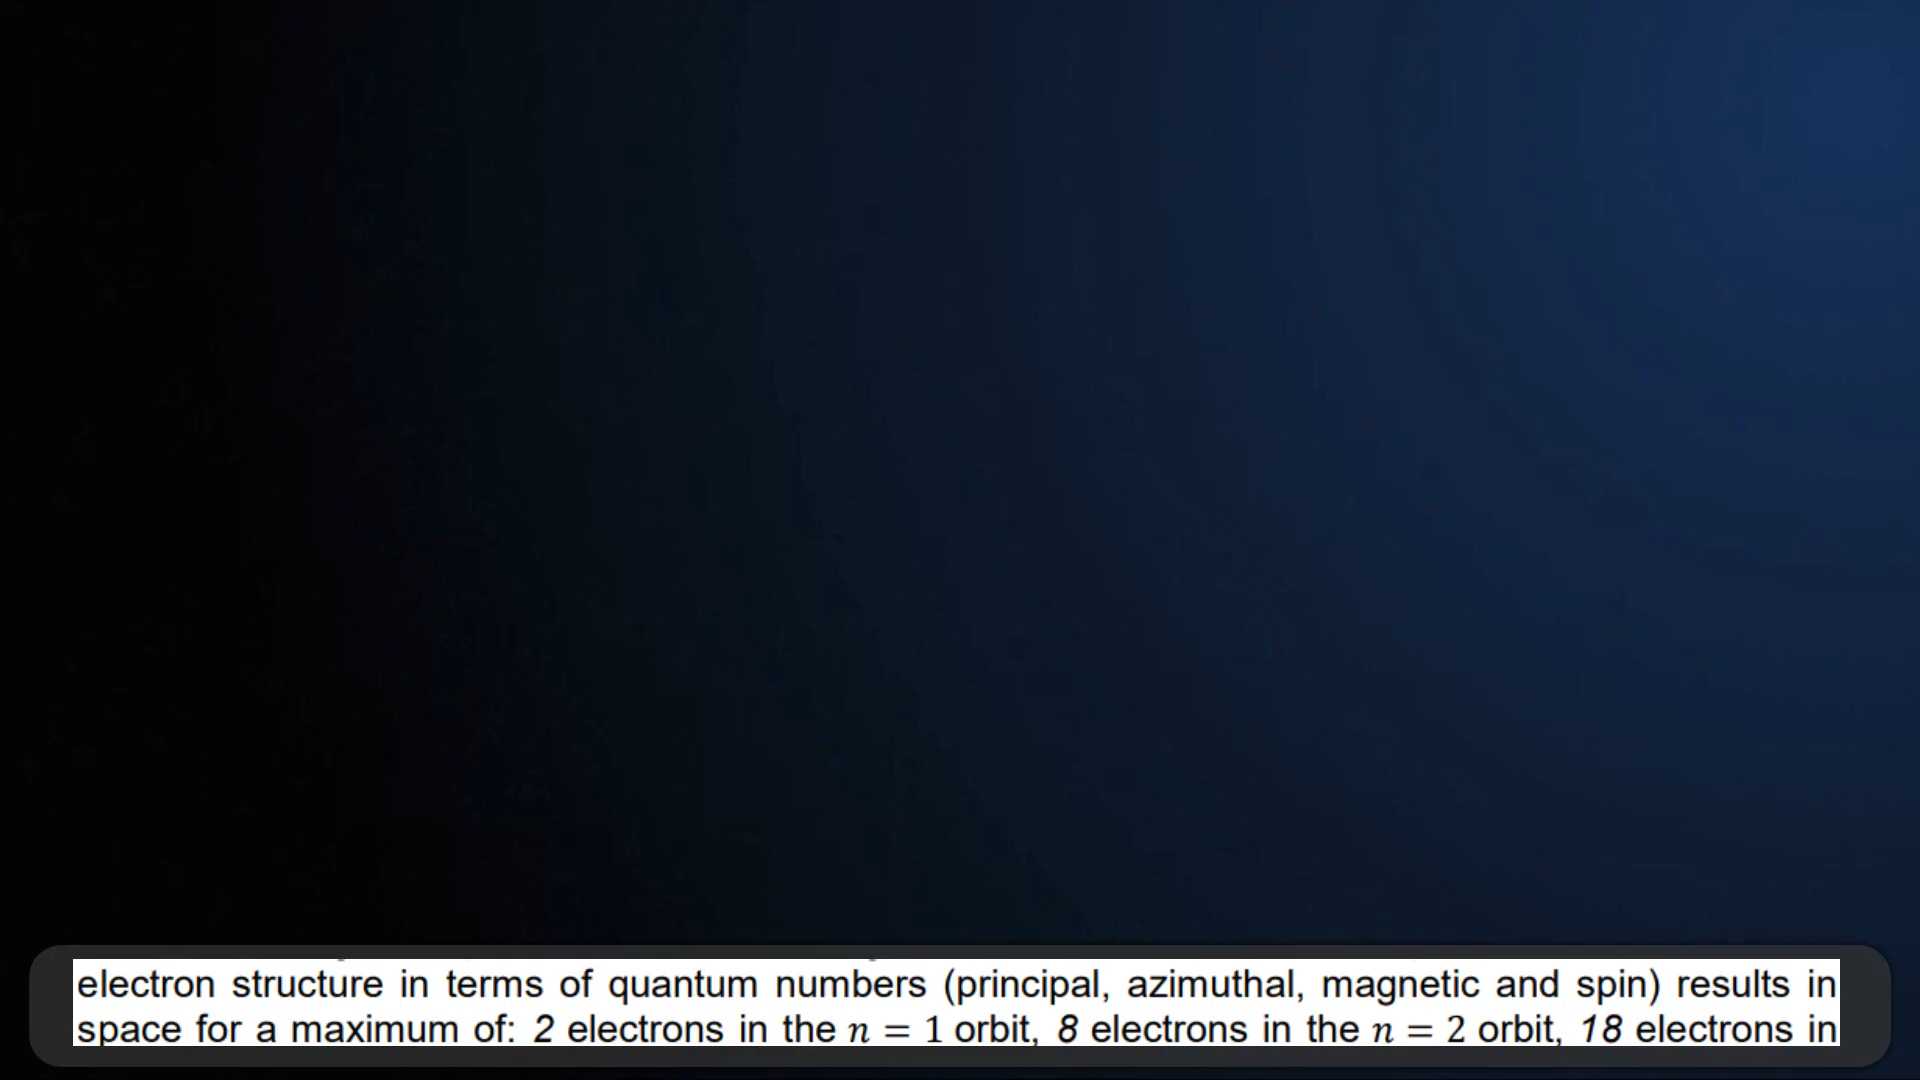 electron structure in terms of quantum numbers (principal, azimuthal, magnetic and spin) results in
space for a maximum of: 2 electrons in the n = 1 orbit, 8 electrons in the n = 2 orbit, 18 electrons in